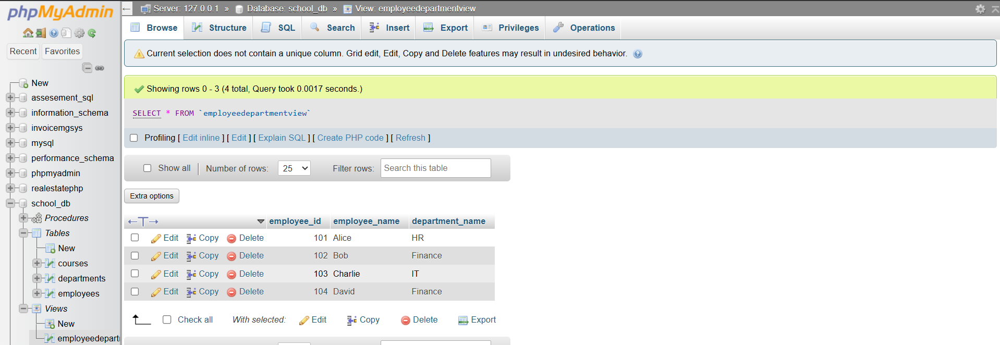 phpMyAdmin
Recent Favorites
New
assesement_sql
information_schema
invoicemgsys
mysql
performance_schema
phpmyadmin
realestatephp
school_db
Procedures
Tables
New
courses
departments
employees
Views
New
employeedepart
Server: 127.0.0.1 » Database: school_db » View: employeedepartmentview
Browse Structure SQL Search Insert Export Privileges Operations
Current selection does not contain a unique column. Grid edit, Edit, Copy and Delete features may result in undesired behavior.
Showing rows 0 - 3 (4 total, Query took 0.0017 seconds.)
SELECT * FROM `employeedepartmentview`
Profiling [ Edit inline ] [ Edit ] [ Explain SQL ] [ Create PHP code ] [ Refresh ]
Show all Number of rows: 25 Filter rows: Search this table
Extra options
←T→ employee_id employee_name department_name
Edit Copy Delete 101 Alice HR
Edit Copy Delete 102 Bob Finance
Edit Copy Delete 103 Charlie IT
Edit Copy Delete 104 David Finance
Check all With selected: Edit Copy Delete Export